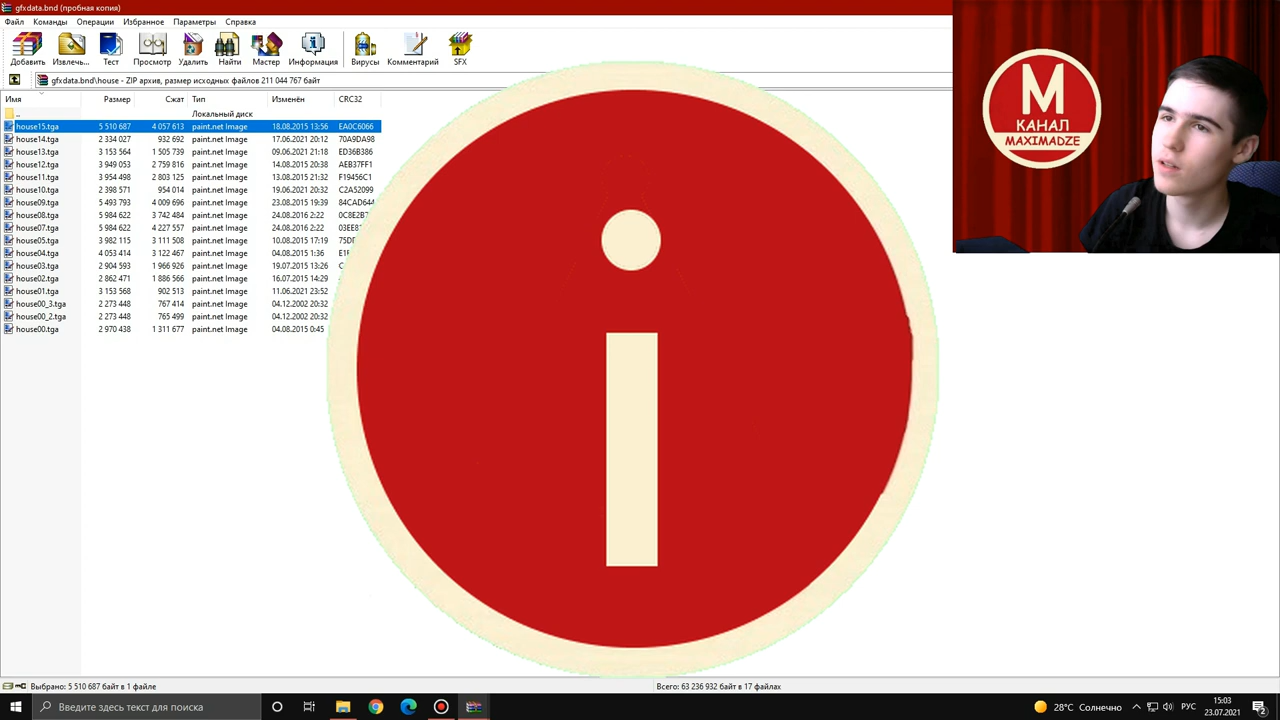 gfxdata.bnd (пробная копия)
Файл Команды Операции Избранное Параметры Справка
Добавить Извлечь... Тест Просмотр Удалить Найти Мастер Информация Вирусы Комментарий SFX
gfxdata.bnd\house - ZIP архив, размер исходных файлов 211 044 767 байт
Имя Размер Сжат Тип Изменён CRC32
.. Локальный диск
house15.tga 5 510 687 4 057 613 paint.net Image 18.08.2015 13:56 EA0C6066
house14.tga 2 334 027 932 692 paint.net Image 17.06.2021 20:12 70A9DA98
house13.tga 3 153 564 1 505 739 paint.net Image 09.06.2021 21:18 ED36B386
house12.tga 3 949 053 2 759 816 paint.net Image 14.08.2015 20:38 AEB37FF1
house11.tga 3 954 498 2 803 125 paint.net Image 13.08.2015 21:32 F19456C1
house10.tga 2 398 571 954 014 paint.net Image 19.06.2021 20:32 C2A52099
house09.tga 5 493 793 4 009 696 paint.net Image 23.08.2015 19:39 84CAD644
house08.tga 5 984 622 3 742 484 paint.net Image 24.08.2016 2:22
house07.tga 5 984 622 4 227 557 paint.net Image 24.08.2016 2:22
house05.tga 3 982 115 3 111 508 paint.net Image 10.08.2015 17:19
house04.tga 4 053 414 3 122 467 paint.net Image 04.08.2015 1:36
house03.tga 2 904 593 1 966 926 paint.net Image 19.07.2015 13:26
house02.tga 2 862 471 1 886 566 paint.net Image 16.07.2015 14:29
house01.tga 3 153 568 902 513 paint.net Image 11.06.2021 23:52
house00_3.tga 2 273 448 767 414 paint.net Image 04.12.2002 20:32
house00_2.tga 2 273 448 765 499 paint.net Image 04.12.2002 20:32
house00.tga 2 970 438 1 311 677 paint.net Image 04.08.2015 0:45
i
М
КАНАЛ
MAXIMADZE
Выбрано: 5 510 687 байт в 1 файле Всего: 63 236 932 байт в 17 файлах
Введите здесь текст для поиска
28°C Солнечно РУС 15:03
23.07.2021 2